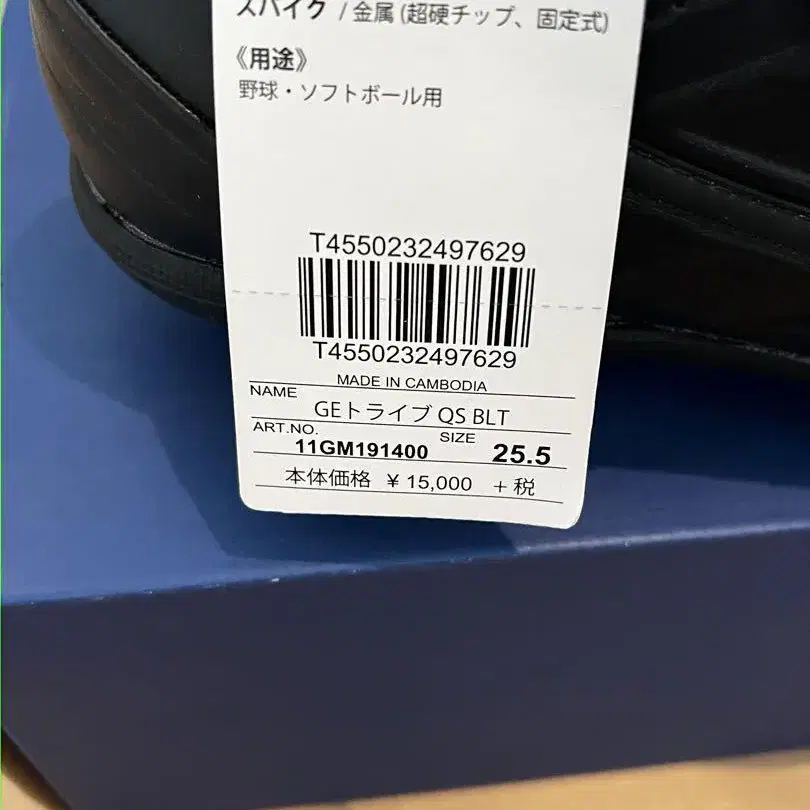 スパイク / 金属 (超硬チップ、固定式)
《用途》
野球・ソフトボール用
T4550232497629
T4550232497629
MADE IN CAMBODIA
NAME GEトライブ QS BLT
ART.NO. 11GM191400 SIZE 25.5
本体価格 ¥ 15,000 + 税